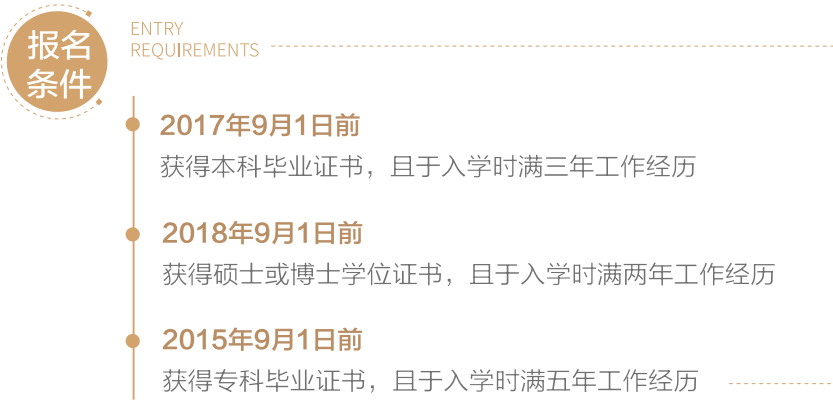 报名
条件
ENTRY
REQUIREMENTS
2017年9月1日前
获得本科毕业证书，且于入学时满三年工作经历
2018年9月1日前
获得硕士或博士学位证书，且于入学时满两年工作经历
2015年9月1日前
获得专科毕业证书，且于入学时满五年工作经历